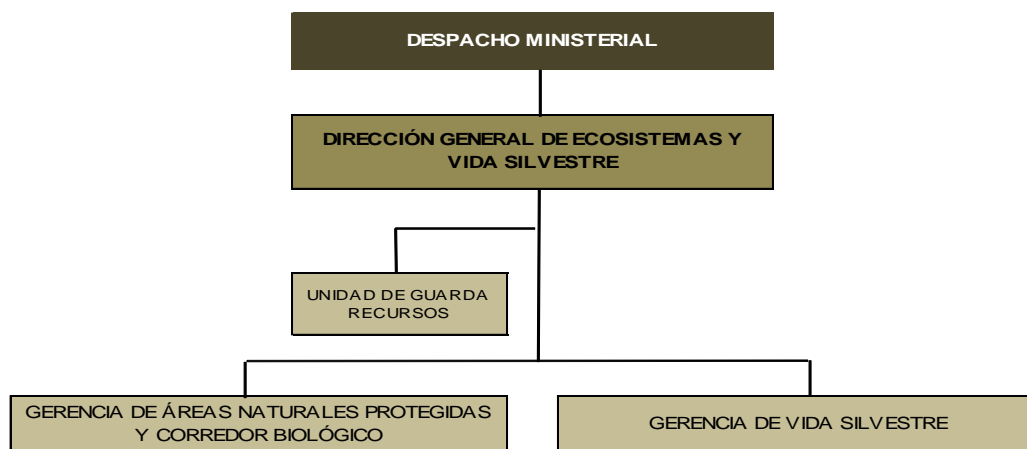 DESPACHO MINISTERIAL
DIRECCIÓN GENERAL DE ECOSISTEMAS Y
VIDA SILVESTRE
UNIDAD DE GUARDA
RECURSOS
GERENCIA DE ÁREAS NATURALES PROTEGIDAS
Y CORREDOR BIOLÓGICO
GERENCIA DE VIDA SILVESTRE